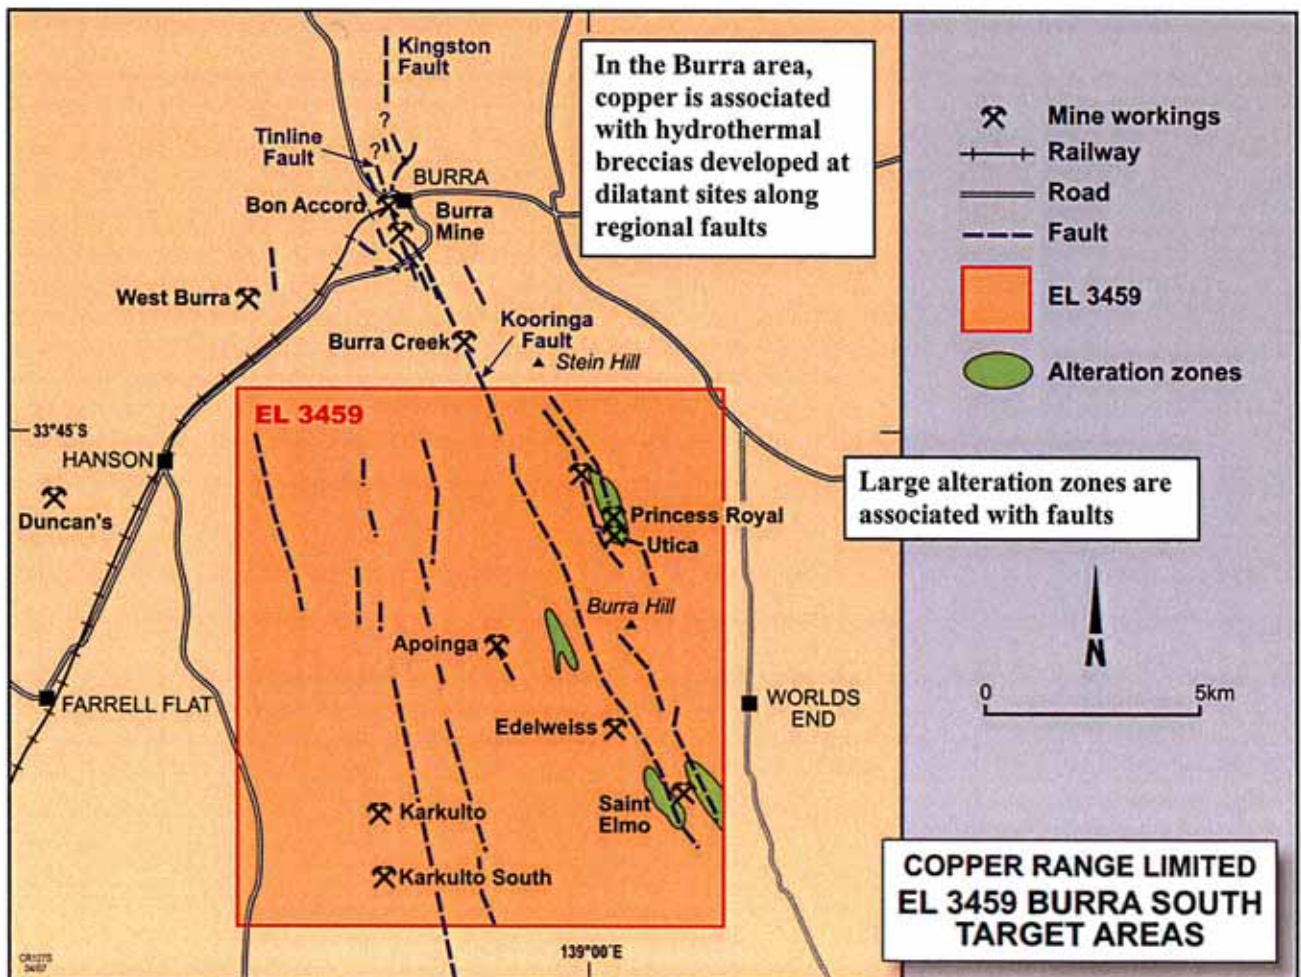 Kingston
Fault
?
Tinline
Fault
?
BURRA
Bon Accord
Burra
Mine
In the Burra area,
copper is associated
with hydrothermal
breccias developed at
dilatant sites along
regional faults
Mine workings
Railway
Road
Fault
EL 3459
Alteration zones
West Burra
Kooringa
Fault
Burra Creek
Stein Hill
EL 3459
33°45´S
HANSON
Duncan's
Princess Royal
Utica
Large alteration zones are
associated with faults
Burra Hill
Apoinga
N
0 5km
FARRELL FLAT
WORLDS
END
Edelweiss
Saint
Elmo
Karkulto
Karkulto South
COPPER RANGE LIMITED
EL 3459 BURRA SOUTH
TARGET AREAS
139°00´E